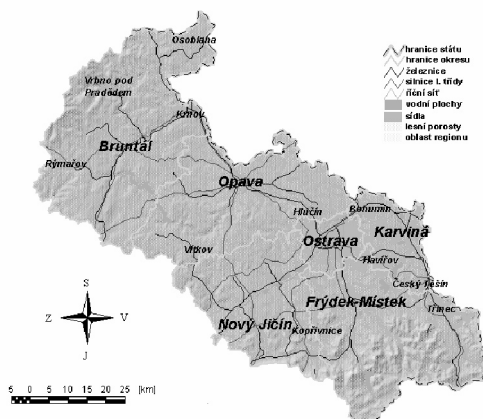 Osoblaha
Vrbno pod
Pradědem
Krnov
Bruntál
Rýmařov
Opava
Hlučín
Bohumín
Karviná
Ostrava
Vítkov
Havířov
Český Těšín
Frýdek-Místek
Třinec
Nový Jičín
Kopřivnice
hranice státu
hranice okresu
železnice
silnice I. třídy
říční síť
vodní plochy
sídla
lesní porosty
oblast regionu
S
Z V
J
5 0 5 10 15 20 25 [km]